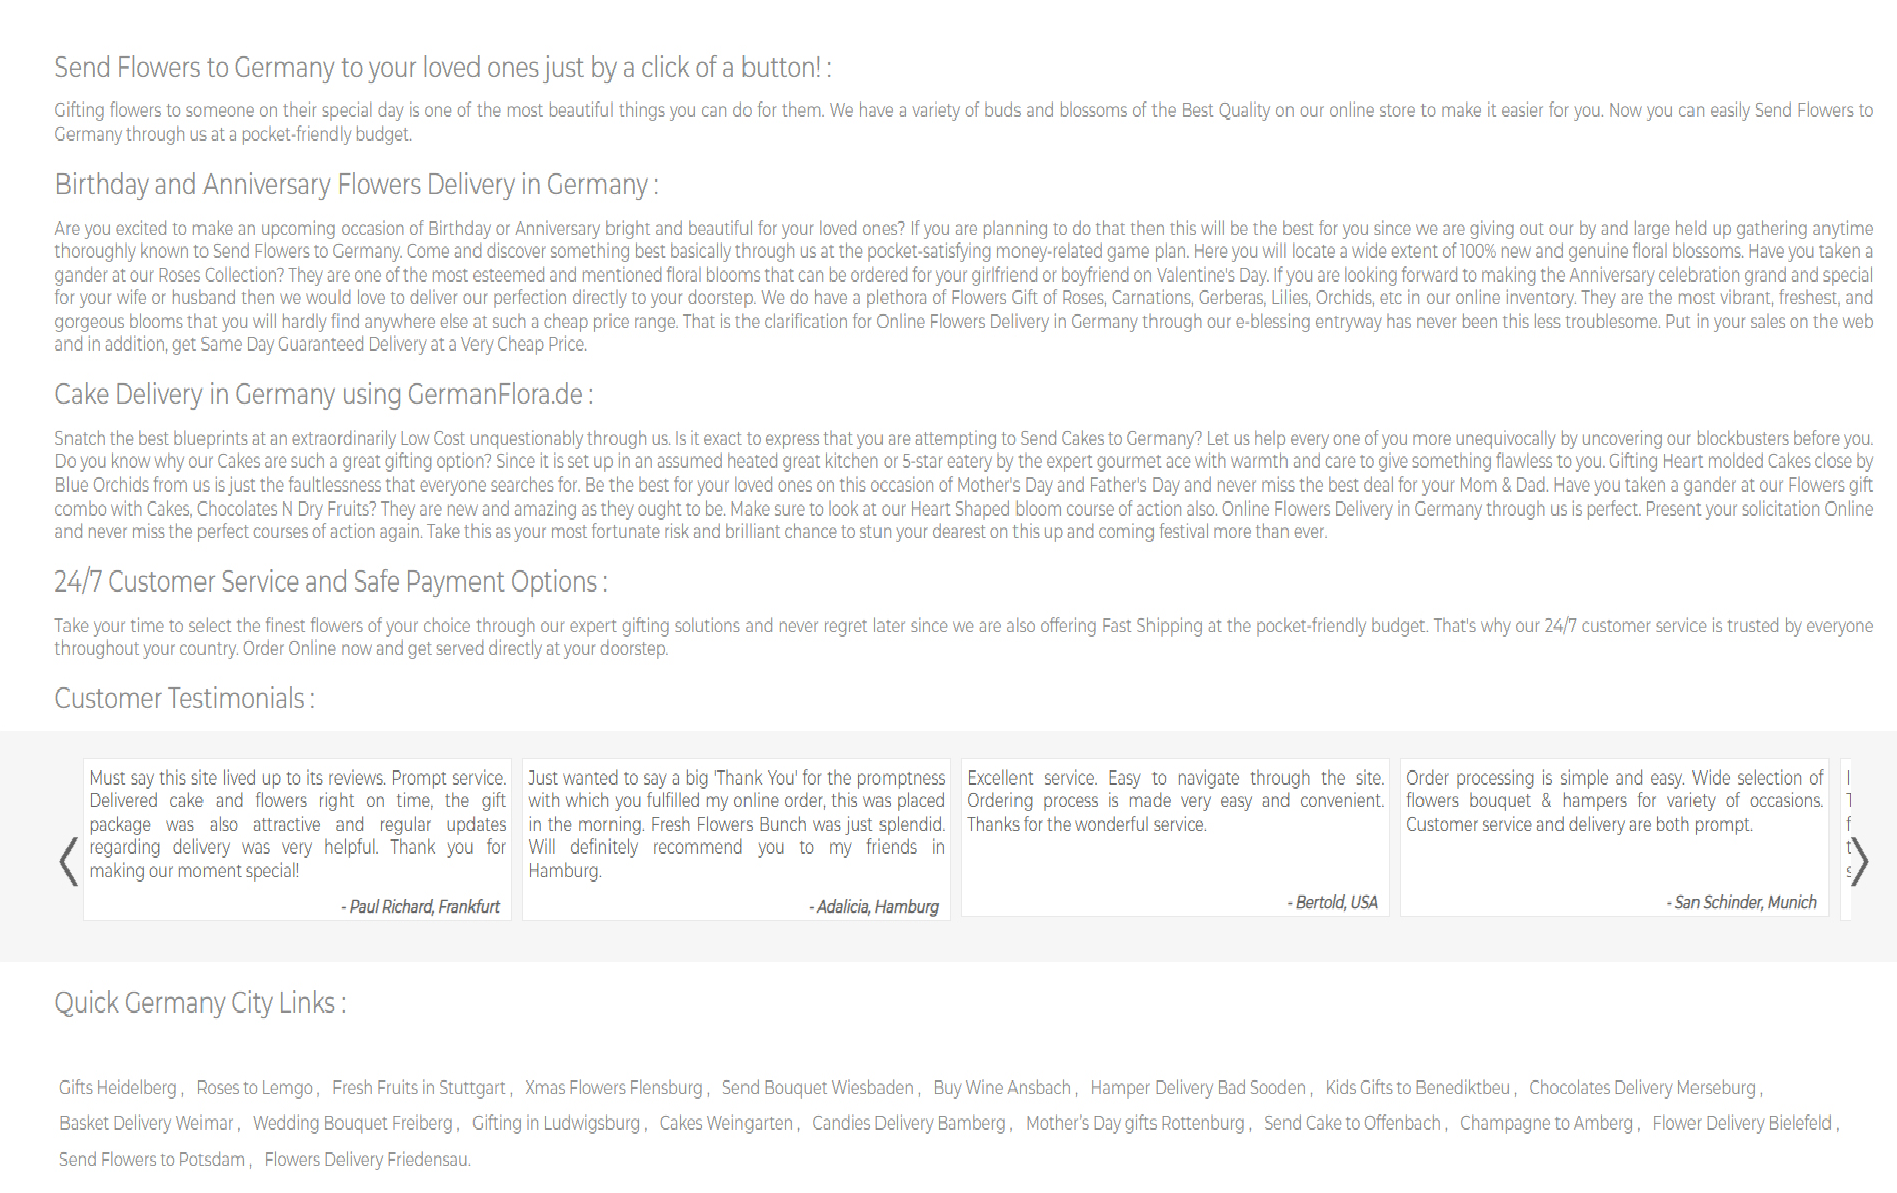 Send Flowers to Germany to your loved ones just by a click of a button! :
Gifting flowers to someone on their special day is one of the most beautiful things you can do for them. We have a variety of buds and blossoms of the Best Quality on our online store to make it easier for you. Now you can easily Send Flowers to
Germany through us at a pocket-friendly budget.
Birthday and Anniversary Flowers Delivery in Germany :
Are you excited to make an upcoming occasion of Birthday or Anniversary bright and beautiful for your loved ones? If you are planning to do that then this will be the best for you since we are giving out our by and large held up gathering anytime
thoroughly known to Send Flowers to Germany. Come and discover something best basically through us at the pocket-satisfying money-related game plan. Here you will locate a wide extent of 100% new and genuine floral blossoms. Have you taken a
gander at our Roses Collection? They are one of the most esteemed and mentioned floral blooms that can be ordered for your girlfriend or boyfriend on Valentine's Day. If you are looking forward to making the Anniversary celebration grand and special
for your wife or husband then we would love to deliver our perfection directly to your doorstep. We do have a plethora of Flowers Gift of Roses, Carnations, Gerberas, Lilies, Orchids, etc in our online inventory. They are the most vibrant, freshest, and
gorgeous blooms that you will hardly find anywhere else at such a cheap price range. That is the clarification for Online Flowers Delivery in Germany through our e-blessing entryway has never been this less troublesome. Put in your sales on the web
and in addition, get Same Day Guaranteed Delivery at a Very Cheap Price.
Cake Delivery in Germany using GermanFlora.de :
Snatch the best blueprints at an extraordinarily Low Cost unquestionably through us. Is it exact to express that you are attempting to Send Cakes to Germany? Let us help every one of you more unequivocally by uncovering our blockbusters before you.
Do you know why our Cakes are such a great gifting option? Since it is set up in an assumed heated great kitchen or 5-star eatery by the expert gourmet ace with warmth and care to give something flawless to you. Gifting Heart molded Cakes close by
Blue Orchids from us is just the faultlessness that everyone searches for. Be the best for your loved ones on this occasion of Mother's Day and Father's Day and never miss the best deal for your Mom & Dad. Have you taken a gander at our Flowers gift
combo with Cakes, Chocolates N Dry Fruits? They are new and amazing as they ought to be. Make sure to look at our Heart Shaped bloom course of action also. Online Flowers Delivery in Germany through us is perfect. Present your solicitation Online
and never miss the perfect courses of action again. Take this as your most fortunate risk and brilliant chance to stun your dearest on this up and coming festival more than ever.
24/7 Customer Service and Safe Payment Options :
Take your time to select the finest flowers of your choice through our expert gifting solutions and never regret later since we are also offering Fast Shipping at the pocket-friendly budget. That's why our 24/7 customer service is trusted by everyone
throughout your country. Order Online now and get served directly at your doorstep.
Customer Testimonials :
Must say this site lived up to its reviews. Prompt service.
Delivered cake and flowers right on time, the gift
package was also attractive and regular updates
regarding delivery was very helpful. Thank you for
making our moment special!
- Paul Richard, Frankfurt
Just wanted to say a big 'Thank You' for the promptness
with which you fulfilled my online order, this was placed
in the morning. Fresh Flowers Bunch was just splendid.
Will definitely recommend you to my friends in
Hamburg.
- Adalicia, Hamburg
Excellent service. Easy to navigate through the site.
Ordering process is made very easy and convenient.
Thanks for the wonderful service.
- Bertold, USA
Order processing is simple and easy. Wide selection of
flowers bouquet & hampers for variety of occasions.
Customer service and delivery are both prompt.
- San Schinder, Munich
Quick Germany City Links :
Gifts Heidelberg , Roses to Lemgo , Fresh Fruits in Stuttgart , Xmas Flowers Flensburg , Send Bouquet Wiesbaden , Buy Wine Ansbach , Hamper Delivery Bad Sooden , Kids Gifts to Benediktbeu , Chocolates Delivery Merseburg ,
Basket Delivery Weimar , Wedding Bouquet Freiberg , Gifting in Ludwigsburg , Cakes Weingarten , Candies Delivery Bamberg , Mother's Day gifts Rottenburg , Send Cake to Offenbach , Champagne to Amberg , Flower Delivery Bielefeld ,
Send Flowers to Potsdam , Flowers Delivery Friedensau.